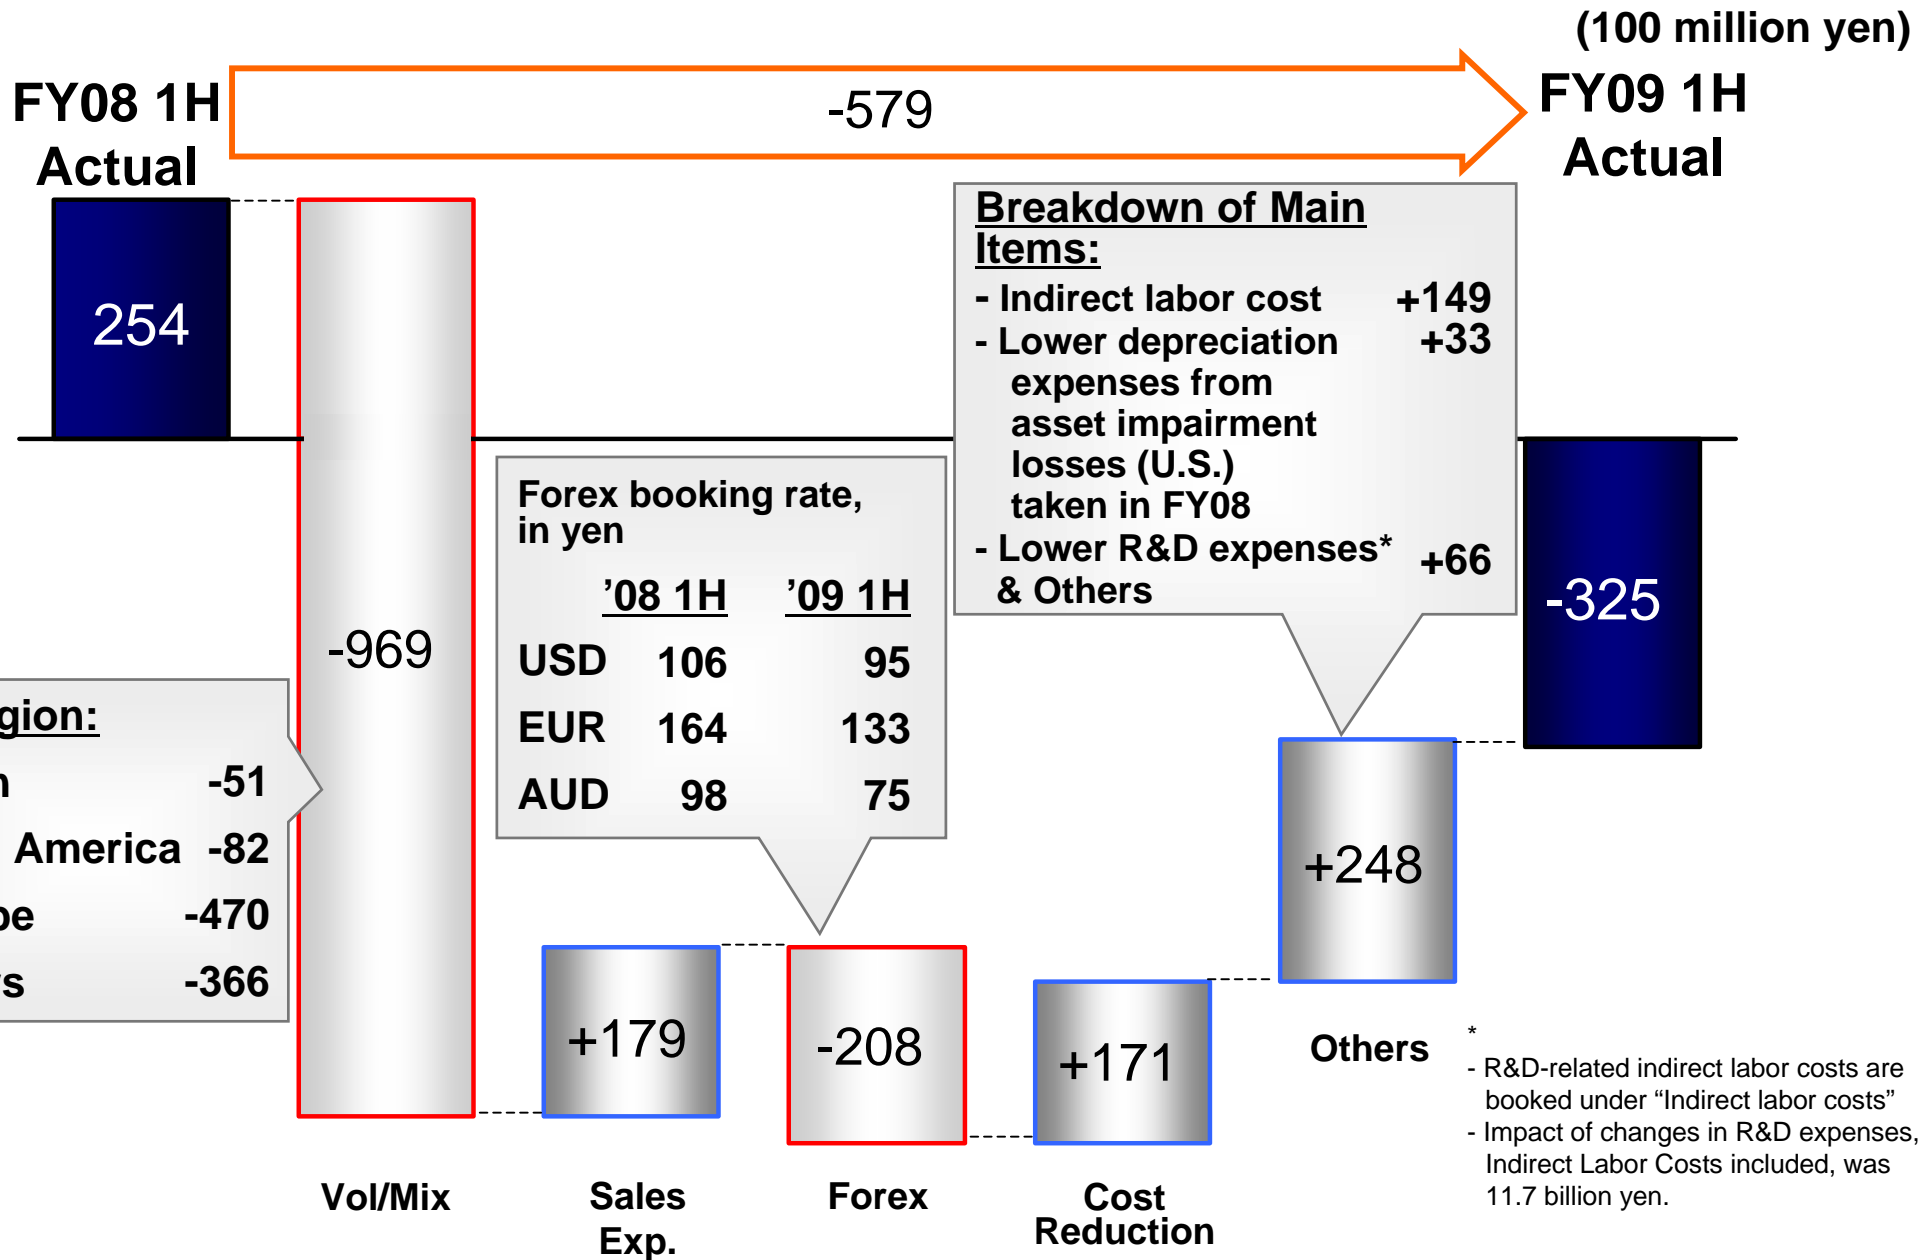 (100 million yen)
FY08 1H
Actual
-579
FY09 1H
Actual
254
-969
-325
Breakdown of Main
Items:
- Indirect labor cost +149
- Lower depreciation +33
expenses from
asset impairment
losses (U.S.)
taken in FY08
- Lower R&D expenses* +66
& Others
Forex booking rate,
in yen
’08 1H ’09 1H
USD 106 95
EUR 164 133
AUD 98 75
-51
America -82
-470
-366
+179
-208
+171
+248
Vol/Mix
Sales
Exp.
Forex
Cost
Reduction
Others
*
- R&D-related indirect labor costs are
booked under “Indirect labor costs”
- Impact of changes in R&D expenses,
Indirect Labor Costs included, was
11.7 billion yen.